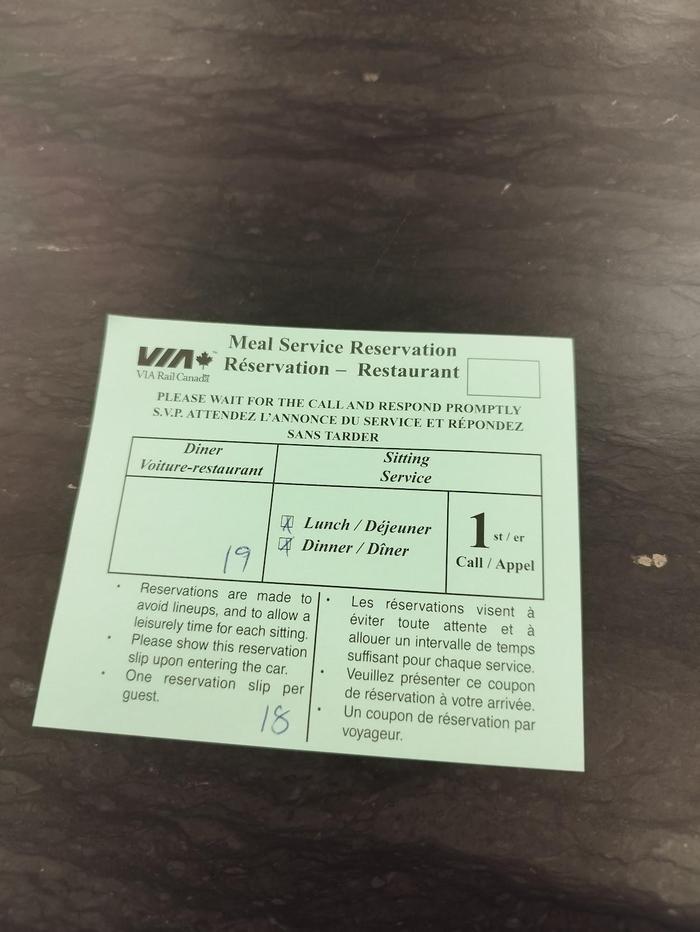 VIA
VIA Rail Canada
Meal Service Reservation
Réservation – Restaurant
PLEASE WAIT FOR THE CALL AND RESPOND PROMPTLY
S.V.P. ATTENDEZ L'ANNONCE DU SERVICE ET RÉPONDEZ
SANS TARDER
Diner
Voiture-restaurant
Sitting
Service
19
Lunch / Déjeuner
Dinner / Dîner
1 st / er
Call / Appel
• Reservations are made to
avoid lineups, and to allow a
leisurely time for each sitting.
• Please show this reservation
slip upon entering the car.
• One reservation slip per
guest.
18
• Les réservations visent à
éviter toute attente et à
allouer un intervalle de temps
suffisant pour chaque service.
• Veuillez présenter ce coupon
de réservation à votre arrivée.
• Un coupon de réservation par
voyageur.